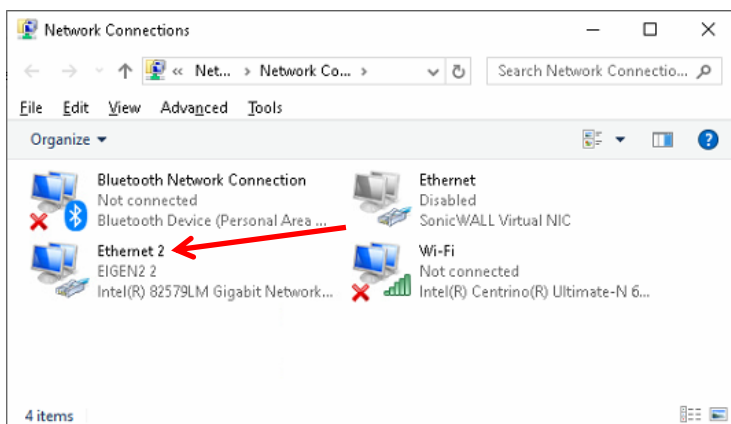 Network Connections
« Net... › Network Co... ›
Search Network Connectio...
File Edit View Advanced Tools
Organize
Bluetooth Network Connection
Not connected
Bluetooth Device (Personal Area ...
Ethernet
Disabled
SonicWALL Virtual NIC
Ethernet 2
EIGEN2 2
Intel(R) 82579LM Gigabit Network...
Wi-Fi
Not connected
Intel(R) Centrino(R) Ultimate-N 6...
4 items